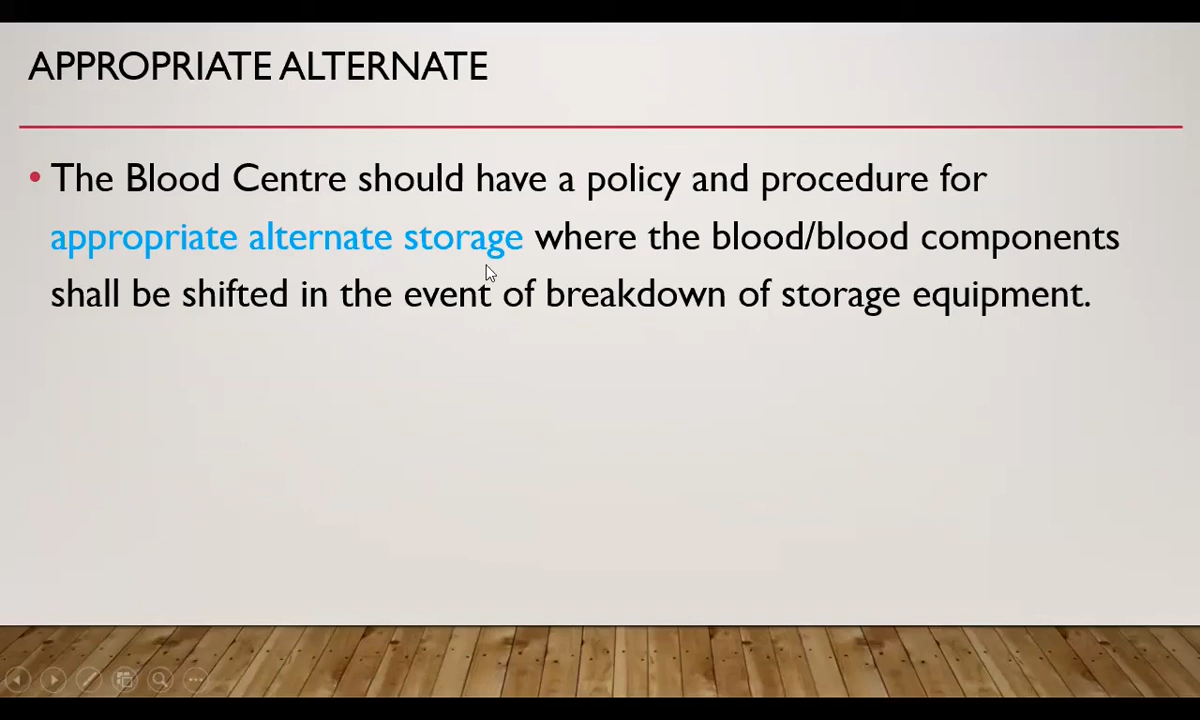 APPROPRIATE ALTERNATE
• The Blood Centre should have a policy and procedure for
appropriate alternate storage where the blood/blood components
shall be shifted in the event of breakdown of storage equipment.